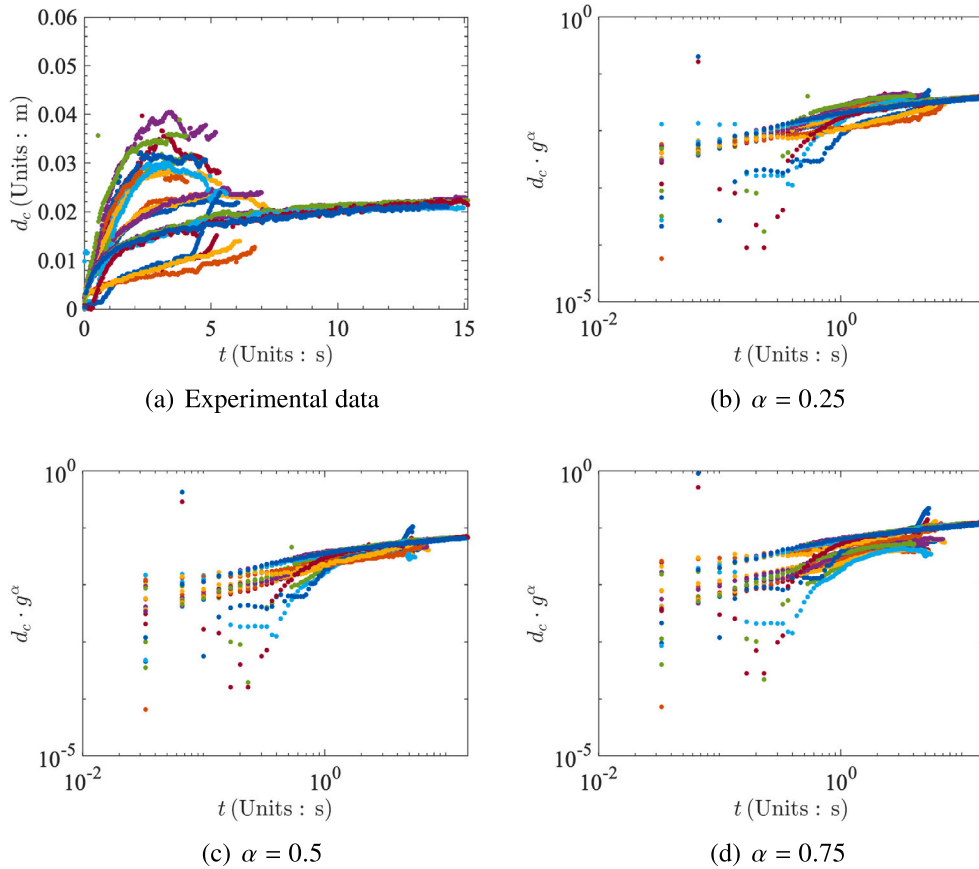 0.06
0.05
0.04
0.03
0.02
0.01
0
0 5 10 15
d_c (Units : m)
t (Units : s)
(a) Experimental data
10^0
10^-5
10^-2 10^0
d_c · g^α
t (Units : s)
(b) α = 0.25
10^0
10^-5
10^-2 10^0
d_c · g^α
t (Units : s)
(c) α = 0.5
10^0
10^-5
10^-2 10^0
d_c · g^α
t (Units : s)
(d) α = 0.75